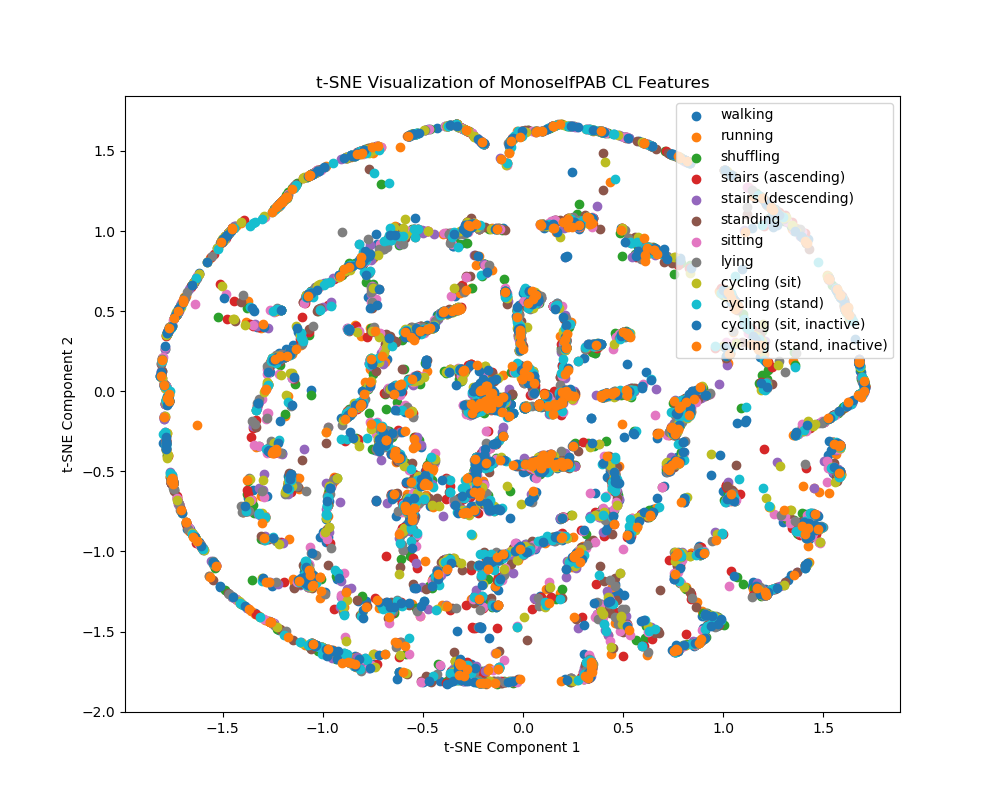 t-SNE Visualization of MonoselfPAB CL Features
walking
running
shuffling
stairs (ascending)
stairs (descending)
standing
sitting
lying
cycling (sit)
cycling (stand)
cycling (sit, inactive)
cycling (stand, inactive)
1.5
1.0
0.5
0.0
−0.5
−1.0
−1.5
−2.0
t-SNE Component 2
−1.5
−1.0
−0.5
0.0
0.5
1.0
1.5
t-SNE Component 1